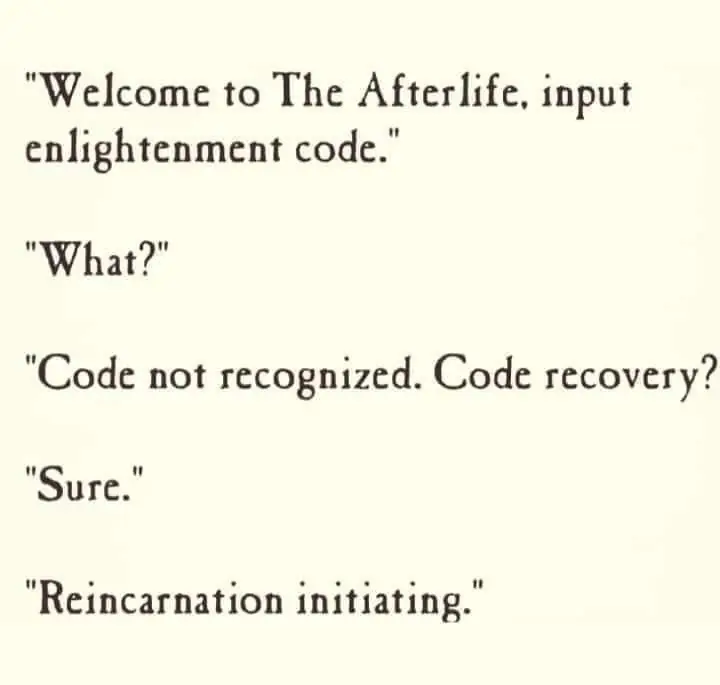 "Welcome to The Afterlife, input
enlightenment code."
"What?"
"Code not recognized. Code recovery?
"Sure."
"Reincarnation initiating."